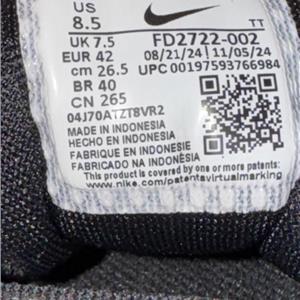 US
8.5
TT
UK 7.5 FD2722-002
EUR 42 08/21/24 11/05/24
cm 26.5 UPC 00197593766984
BR 40
CN 265
04J70ATZT8VR2
MADE IN INDONESIA
HECHO EN INDONESIA
FABRIQUE EN INDONESIE
FABRICADO NA INDONÉSIA
This product is covered by one or more patents. See
www.nike.com/patentsvirtualmarking